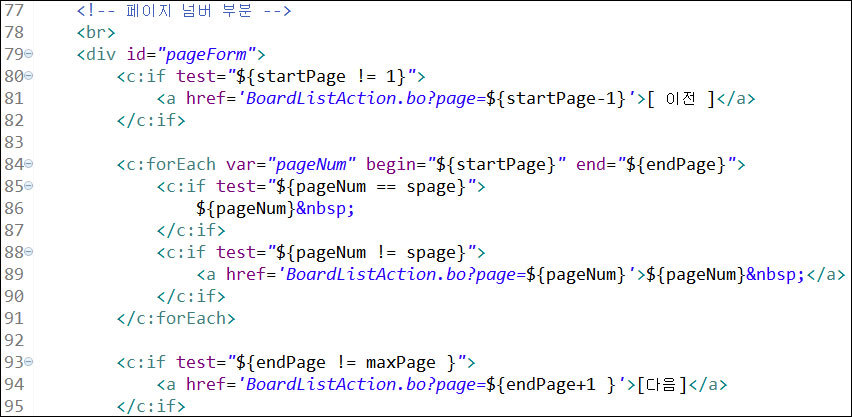 77 <!-- 페이지 넘버 부분 -->
78 <br>
79 <div id="pageForm">
80 <c:if test="${startPage != 1}">
81 <a href='BoardListAction.bo?page=${startPage-1}'>[ 이전 ]</a>
82 </c:if>
83
84 <c:forEach var="pageNum" begin="${startPage}" end="${endPage}">
85 <c:if test="${pageNum == spage}">
86 ${pageNum}&nbsp;
87 </c:if>
88 <c:if test="${pageNum != spage}">
89 <a href='BoardListAction.bo?page=${pageNum}'>${pageNum}&nbsp;</a>
90 </c:if>
91 </c:forEach>
92
93 <c:if test="${endPage != maxPage }">
94 <a href='BoardListAction.bo?page=${endPage+1 }'>[다음]</a>
95 </c:if>